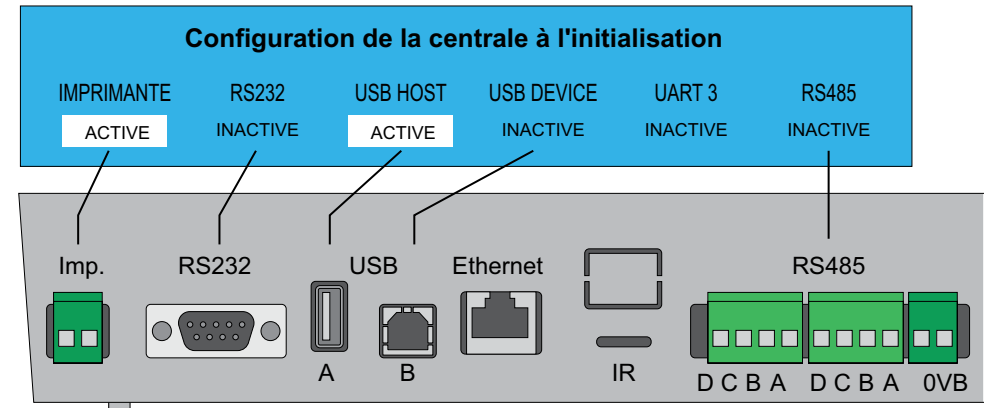 Configuration de la centrale à l'initialisation
IMPRIMANTE RS232 USB HOST USB DEVICE UART 3 RS485
ACTIVE INACTIVE ACTIVE INACTIVE INACTIVE INACTIVE
Imp. RS232 USB Ethernet RS485
A B IR D C B A D C B A 0VB